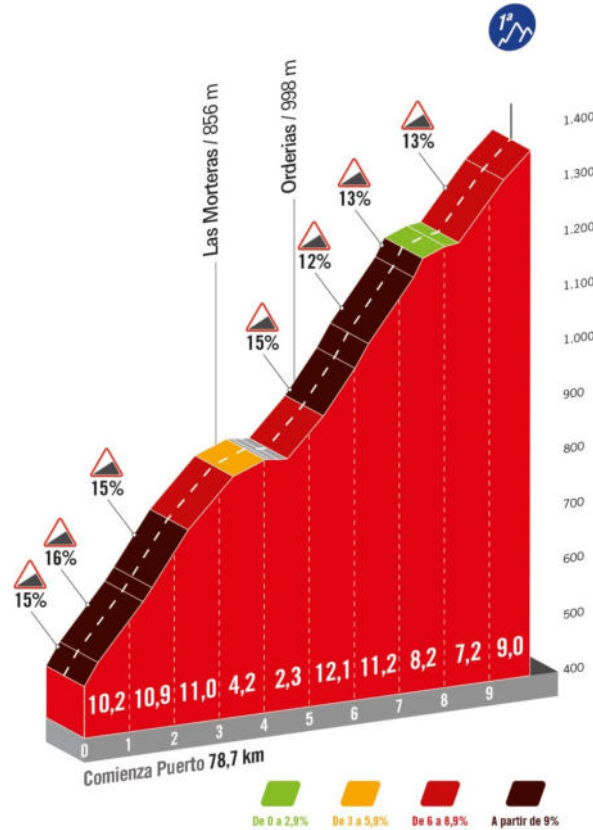 1ª
Las Morteras / 856 m
Orderias / 998 m
13%
13%
12%
15%
15%
16%
15%
1.400
1.300
1.200
1.100
1.000
900
800
700
600
500
400
10,2 10,9 11,0 4,2 2,3 12,1 11,2 8,2 7,2 9,0
0 1 2 3 4 5 6 7 8 9
Comienza Puerto 78,7 km
De 0 a 2,9% De 3 a 5,9% De 6 a 8,9% A partir de 9%